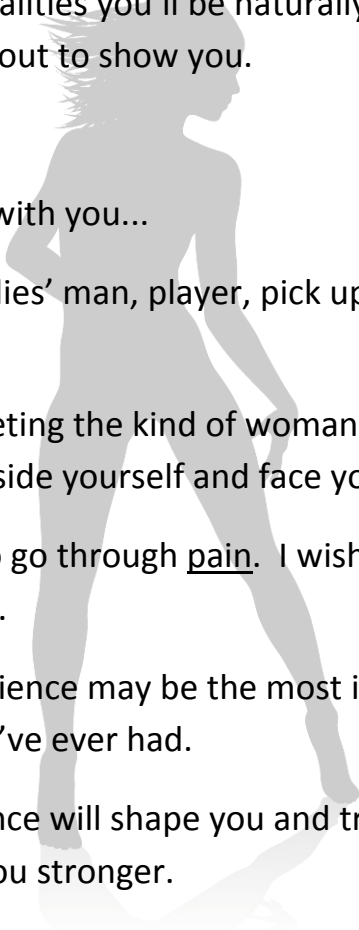 alities you'll be naturally
out to show you.
with you...
dies' man, player, pick up
eting the kind of woman
side yourself and face yo
o go through pain.  I wish
.
ience may be the most i
've ever had.
nce will shape you and tr
ou stronger.